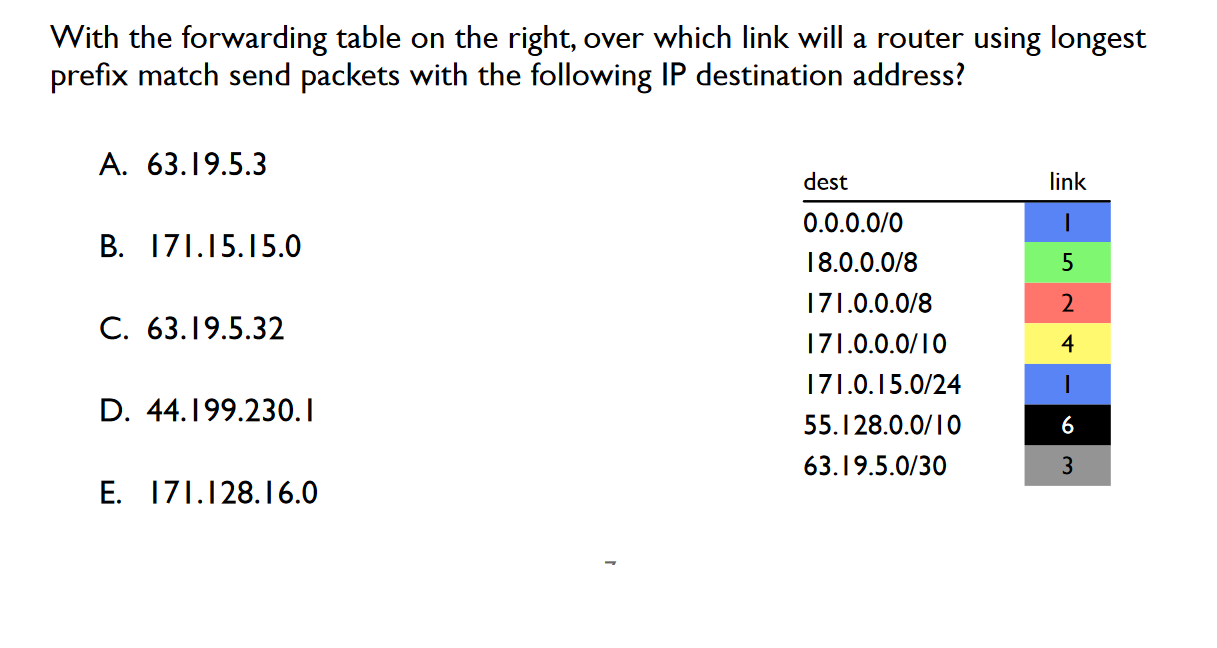 With the forwarding table on the right, over which link will a router using longest
prefix match send packets with the following IP destination address?
A. 63.19.5.3
B. 171.15.15.0
C. 63.19.5.32
D. 44.199.230.1
E. 171.128.16.0
dest link
0.0.0.0/0 1
18.0.0.0/8 5
171.0.0.0/8 2
171.0.0.0/10 4
171.0.15.0/24 1
55.128.0.0/10 6
63.19.5.0/30 3